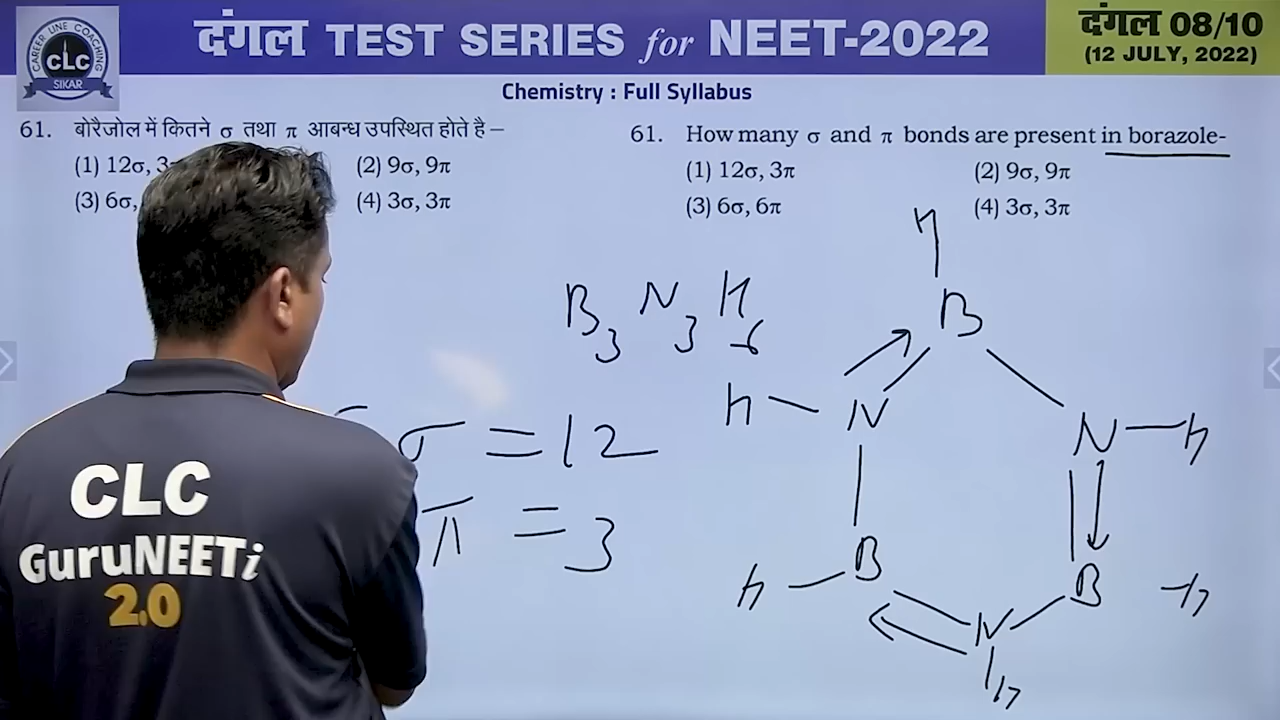 दंगल TEST SERIES for NEET-2022
दंगल 08/10
(12 JULY, 2022)
CAREER LINE COACHING
CLC
SIKAR
Chemistry : Full Syllabus
61. बोरैजोल में कितने σ तथा π आबन्ध उपस्थित होते है –
(1) 12σ, 3
(2) 9σ, 9π
(3) 6σ,
(4) 3σ, 3π
61. How many σ and π bonds are present in borazole-
(1) 12σ, 3π
(2) 9σ, 9π
(3) 6σ, 6π
(4) 3σ, 3π
B3 N3 H6
σ = 12
π = 3
H
B
H N
N H
H B
B H
N
H
CLC
GuruNEETi
2.0